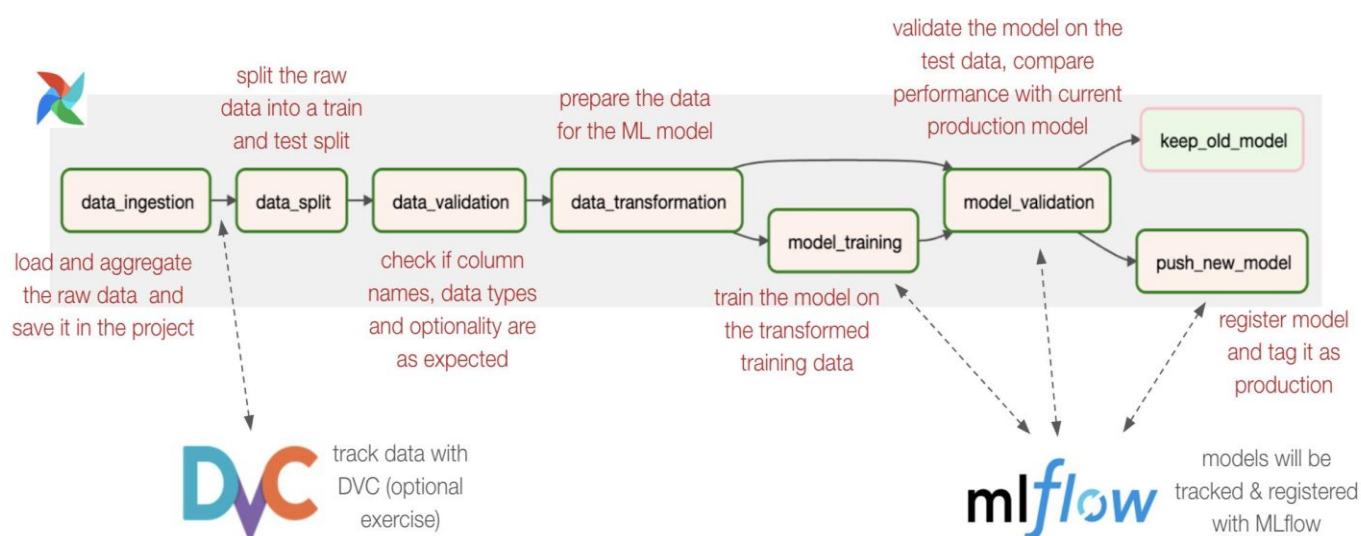 validate the model on the
test data, compare
performance with current
production model
split the raw
data into a train
and test split
prepare the data
for the ML model
keep_old_model
data_ingestion
data_split
data_validation
data_transformation
model_validation
model_training
push_new_model
load and aggregate
the raw data and
save it in the project
check if column
names, data types
and optionality are
as expected
train the model on
the transformed
training data
register model
and tag it as
production
DVC
track data with
DVC (optional
exercise)
mlflow
models will be
tracked & registered
with MLflow